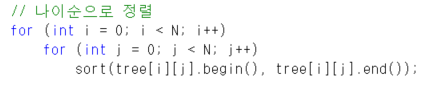 // 나이순으로 정렬
for (int i = 0; i < N; i++)
for (int j = 0; j < N; j++)
sort(tree[i][j].begin(), tree[i][j].end());